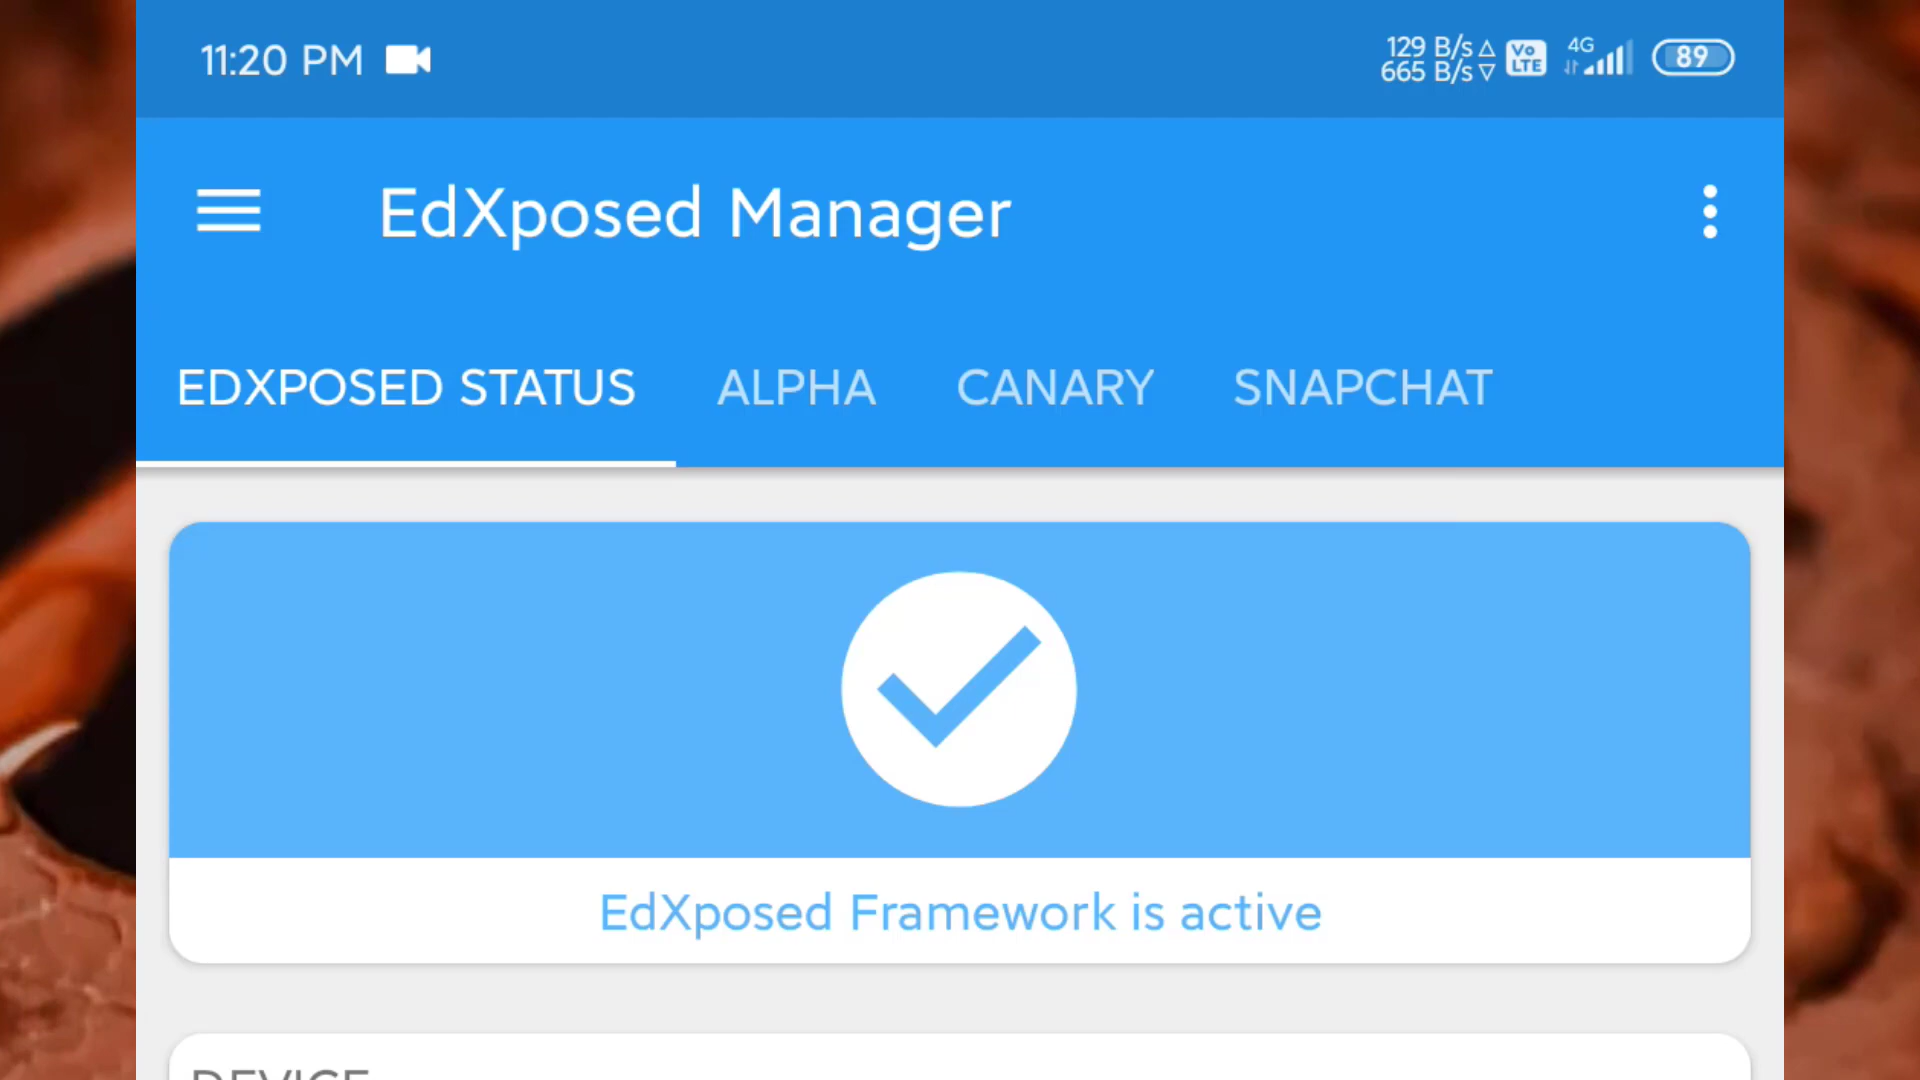 11:20 PM
129 B/s
665 B/s
Vo
LTE
4G
89
EdXposed Manager
EDXPOSED STATUS ALPHA CANARY SNAPCHAT
EdXposed Framework is active
DEVICE